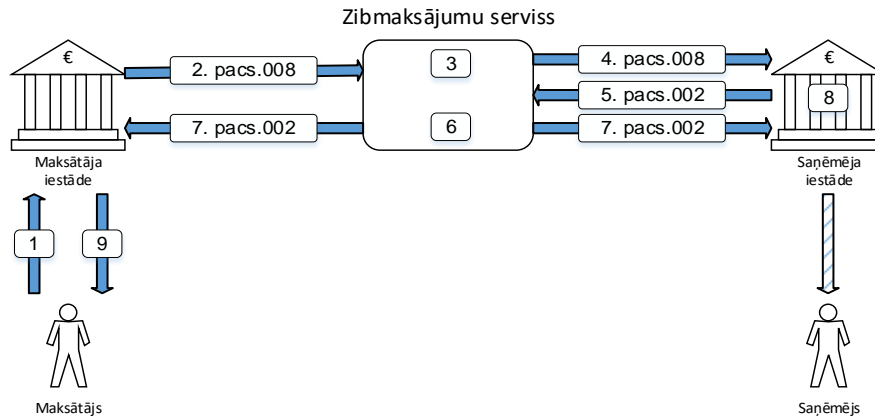 Zibmaksājumu serviss
€
2. pacs.008
3
4. pacs.008
€
5. pacs.002
8
7. pacs.002
6
7. pacs.002
Maksātāja
iestāde
Saņēmēja
iestāde
1
9
Maksātājs
Saņēmējs